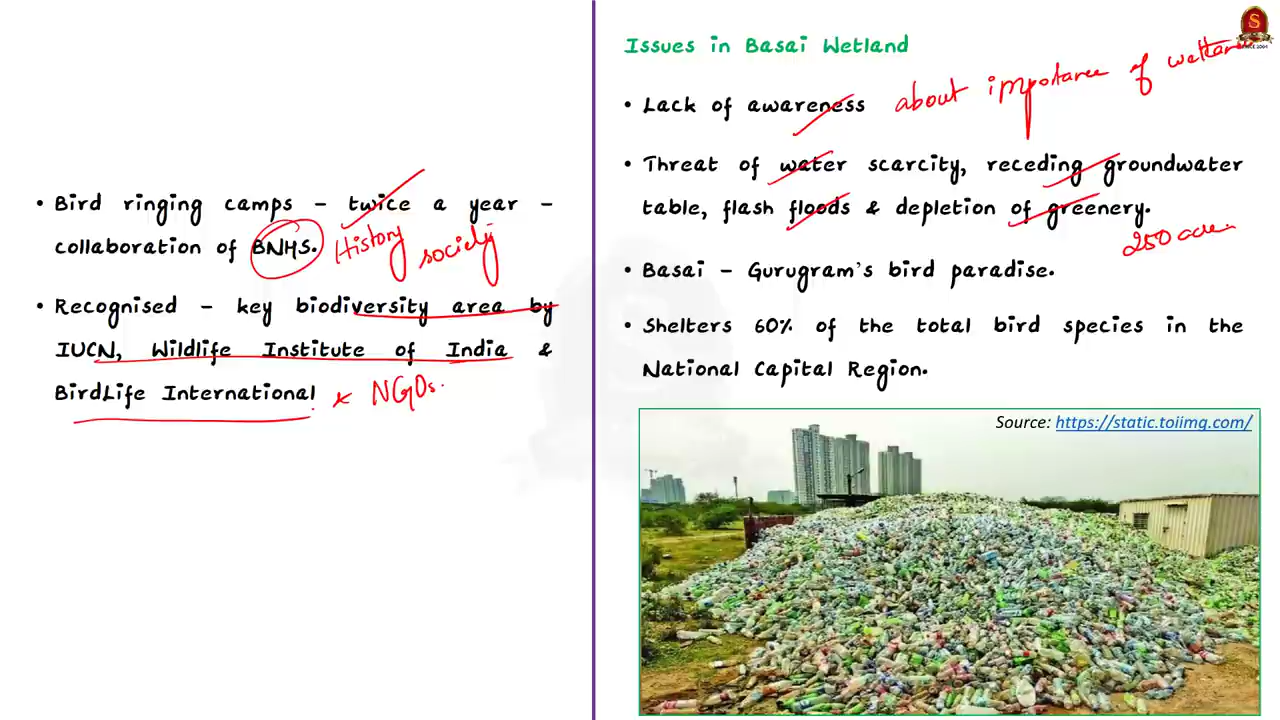 • Bird ringing camps – twice a year –
collaboration of BNHS. History society
• Recognised – key biodiversity area by
IUCN, Wildlife Institute of India &
BirdLife International * NGOs.
Issues in Basai Wetland
• Lack of awareness about importance of wetland
• Threat of water scarcity, receding groundwater
table, flash floods & depletion of greenery.
250 acre
• Basai – Gurugram's bird paradise.
• Shelters 60% of the total bird species in the
National Capital Region.
Source: https://static.toiimg.com/
S